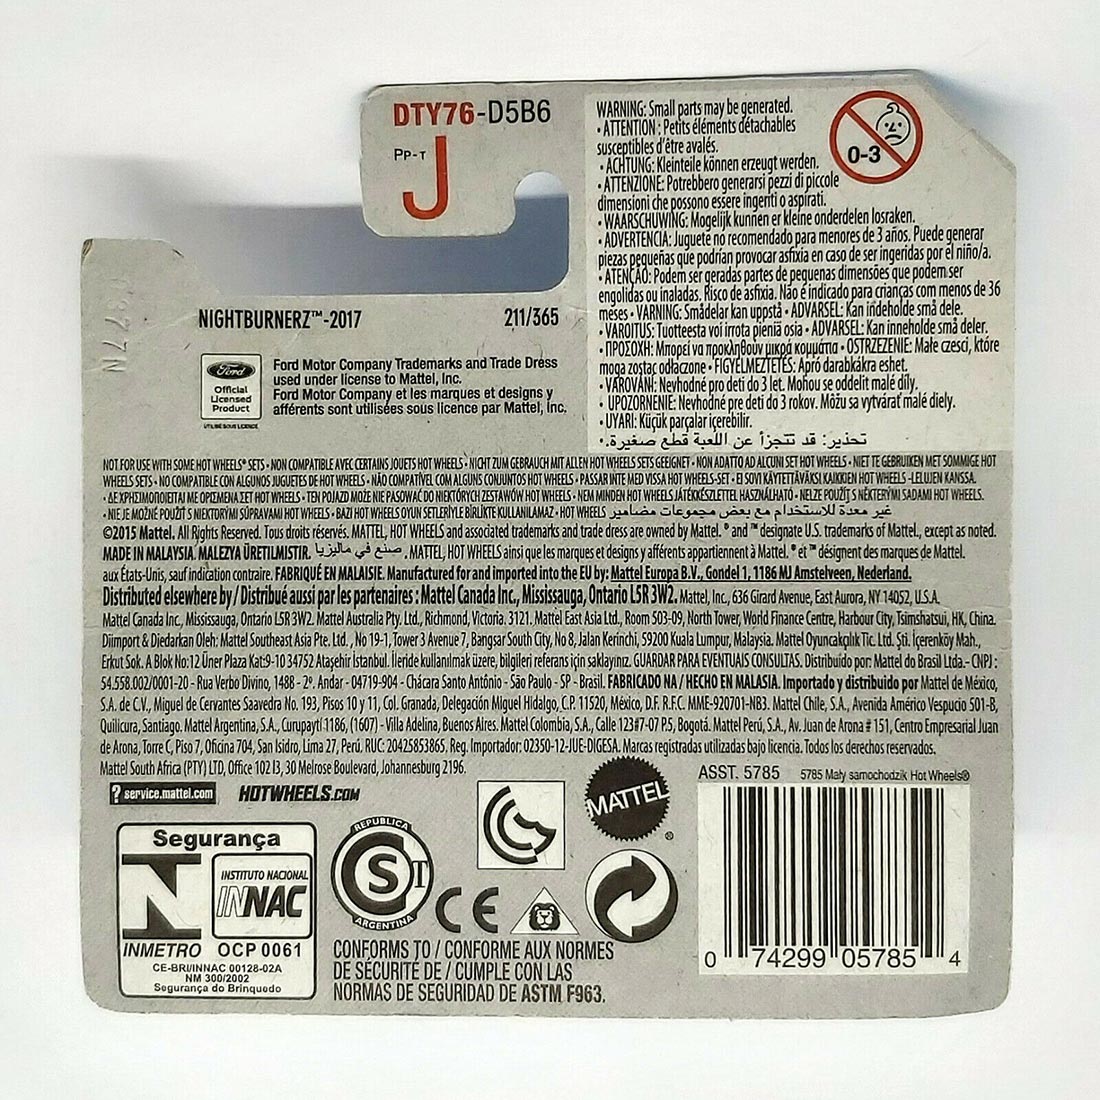 DTY76-D5B6
PP-T
J
WARNING: Small parts may be generated.
• ATTENTION : Petits éléments détachables
susceptibles d'être avalés.
• ACHTUNG: Kleinteile können erzeugt werden.
• ATTENZIONE: Potrebbero generarsi pezzi di piccole
dimensioni che possono essere ingeriti o aspirati.
• WAARSCHUWING: Mogelijk kunnen er kleine onderdelen losraken.
• ADVERTENCIA: Juguete no recomendado para menores de 3 años. Puede generar
piezas pequeñas que podrían provocar asfixia en caso de ser ingeridas por el niño/a.
• ATENÇÃO: Podem ser geradas partes de pequenas dimensões que podem ser
engolidas ou inaladas. Risco de asfixia. Não é indicado para crianças com menos de 36
meses • VARNING: Smådelar kan uppstå • ADVARSEL: Kan indeholde små dele.
• VAROITUS: Tuotteesta voi irrota pieniä osia • ADVARSEL: Kan inneholde små deler.
• ΠΡΟΣΟΧΗ: Μπορεί να προκληθούν μικρά κομμάτια • OSTRZEŻENIE: Małe części, które
mogą zostać odłączone • FIGYELMEZTETÉS: Apró darabkákra eshet.
• VAROVÁNÍ: Nevhodné pro děti do 3 let. Mohou se oddělit malé díly.
• UPOZORNENIE: Nevhodné pre deti do 3 rokov. Môžu sa vytvárať malé diely.
• UYARI: Küçük parçalar içerebilir.
تحذير: قد تتجزأ عن اللعبة قطع صغيرة.•
0-3
0377N
NIGHTBURNERZ™-2017 211/365
Ford
Official
Licensed
Product
UTILISÉ SOUS LICENCE
Ford Motor Company Trademarks and Trade Dress
used under license to Mattel, Inc.
Ford Motor Company et les marques et designs y
afférents sont utilisées sous licence par Mattel, Inc.
NOT FOR USE WITH SOME HOT WHEELS® SETS • NON COMPATIBLE AVEC CERTAINS JOUETS HOT WHEELS • NICHT ZUM GEBRAUCH MIT ALLEN HOT WHEELS SETS GEEIGNET • NON ADATTO AD ALCUNI SET HOT WHEELS • NIET TE GEBRUIKEN MET SOMMIGE HOT
WHEELS SETS • NO COMPATIBLE CON ALGUNOS JUGUETES DE HOT WHEELS • NÃO COMPATÍVEL COM ALGUNS CONJUNTOS HOT WHEELS • PASSAR INTE MED VISSA HOT WHEELS-SET • EI SOVI KÄYTETTÄVÄKSI KAIKKIEN HOT WHEELS -LELUJEN KANSSA.
• ΔΕ ΧΡΗΣΙΜΟΠΟΙΕΙΤΑΙ ΜΕ ΟΡΙΣΜΕΝΑ ΣΕΤ HOT WHEELS • TEN POJAZD MOŻE NIE PASOWAĆ DO NIEKTÓRYCH ZESTAWÓW HOT WHEELS • NEM MINDEN HOT WHEELS JÁTÉKKÉSZLETTEL HASZNÁLHATÓ • NELZE POUŽÍT S NĚKTERÝMI SADAMI HOT WHEELS.
• NIE JE MOŽNÉ POUŽIŤ S NIEKTORÝMI SÚPRAVAMI HOT WHEELS • BAZI HOT WHEELS OYUN SETLERİYLE BİRLİKTE KULLANILAMAZ • HOT WHEELS غير معدة للاستخدام مع بعض مجموعات مضامير
©2015 Mattel. All Rights Reserved. Tous droits réservés. MATTEL, HOT WHEELS and associated trademarks and trade dress are owned by Mattel. ® and ™ designate U.S. trademarks of Mattel, except as noted.
MADE IN MALAYSIA. MALEZYA ÜRETİLMİSTİR. صنع في ماليزيا. MATTEL, HOT WHEELS ainsi que les marques et designs y afférents appartiennent à Mattel. ® et ™ désignent des marques de Mattel.
aux États-Unis, sauf indication contraire. FABRIQUÉ EN MALAISIE. Manufactured for and imported into the EU by: Mattel Europa B.V., Gondel 1, 1186 MJ Amstelveen, Nederland.
Distributed elsewhere by / Distribué aussi par les partenaires : Mattel Canada Inc., Mississauga, Ontario L5R 3W2. Mattel, Inc., 636 Girard Avenue, East Aurora, NY 14052, U.S.A.
Mattel Canada Inc., Mississauga, Ontario L5R 3W2. Mattel Australia Pty. Ltd., Richmond, Victoria. 3121. Mattel East Asia Ltd., Room 503-09, North Tower, World Finance Centre, Harbour City, Tsimshatsui, HK, China.
Diimport & Diedarkan Oleh: Mattel Southeast Asia Pte. Ltd., No 19-1, Tower 3 Avenue 7, Bangsar South City, No 8, Jalan Kerinchi, 59200 Kuala Lumpur, Malaysia. Mattel Oyuncakçılık Tic. Ltd. Şti. İçerenköy Mah.,
Erkut Sok. A Blok No:12 Üner Plaza Kat:9-10 34752 Ataşehir İstanbul. İleride kullanılmak üzere, bilgileri referans için saklayınız. GUARDAR PARA EVENTUAIS CONSULTAS. Distribuido por: Mattel do Brasil Ltda.- CNPJ :
54.558.002/0001-20 - Rua Verbo Divino, 1488 - 2º. Andar - 04719-904 - Chácara Santo Antônio - São Paulo - SP - Brasil. FABRICADO NA / HECHO EN MALASIA. Importado y distribuido por Mattel de México,
S.A. de C.V., Miguel de Cervantes Saavedra No. 193, Pisos 10 y 11, Col. Granada, Delegación Miguel Hidalgo, C.P. 11520, México, D.F. R.F.C. MME-920701-NB3. Mattel Chile, S.A., Avenida Américo Vespucio 501-B,
Quilicura, Santiago. Mattel Argentina, S.A., Curupaytí 1186, (1607) - Villa Adelina, Buenos Aires. Mattel Colombia, S.A., Calle 123#7-07 P.5, Bogotá. Mattel Perú, S.A., Av. Juan de Arona # 151, Centro Empresarial Juan
de Arona, Torre C, Piso 7, Oficina 704, San Isidro, Lima 27, Perú. RUC: 20425853865, Reg. Importador: 02350-12-JUE-DIGESA. Marcas registradas utilizadas bajo licencia. Todos los derechos reservados.
Mattel South Africa (PTY) LTD, Office 102 I3, 30 Melrose Boulevard, Johannesburg 2196.
? service.mattel.com HOTWHEELS.COM
MATTEL®
ASST. 5785 5785 Mały samochodzik Hot Wheels®
Segurança
N
INSTITUTO NACIONAL
INNAC
INMETRO OCP 0061
CE-BRI/INNAC 00128-02A
NM 300/2002
Segurança do Brinquedo
REPUBLICA
S T
ARGENTINA
CE
CONFORMS TO / CONFORME AUX NORMES
DE SÉCURITÉ DE / CUMPLE CON LAS
NORMAS DE SEGURIDAD DE ASTM F963.
0 74299 05785 4